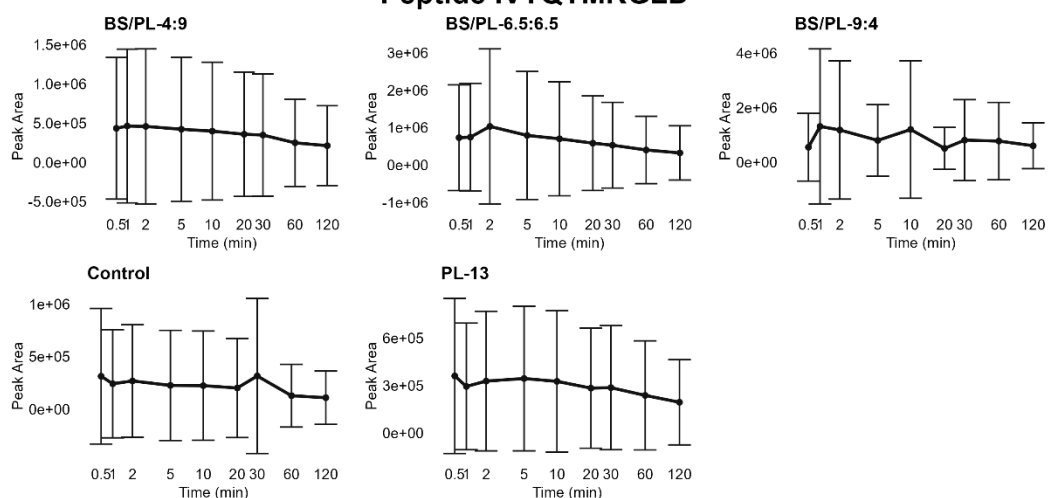 BS/PL-4:9
BS/PL-6.5:6.5
BS/PL-9:4
1.5e+06
1.0e+06
5.0e+05
0.0e+00
-5.0e+05
Peak Area
0.51 2 5 10 20 30 60 120
Time (min)
3e+06
2e+06
1e+06
0e+00
-1e+06
Peak Area
0.51 2 5 10 20 30 60 120
Time (min)
4e+06
2e+06
0e+00
Peak Area
0.51 2 5 10 20 30 60 120
Time (min)
Control
1e+06
5e+05
0e+00
Peak Area
0.51 2 5 10 20 30 60 120
Time (min)
PL-13
6e+05
3e+05
0e+00
Peak Area
0.51 2 5 10 20 30 60 120
Time (min)